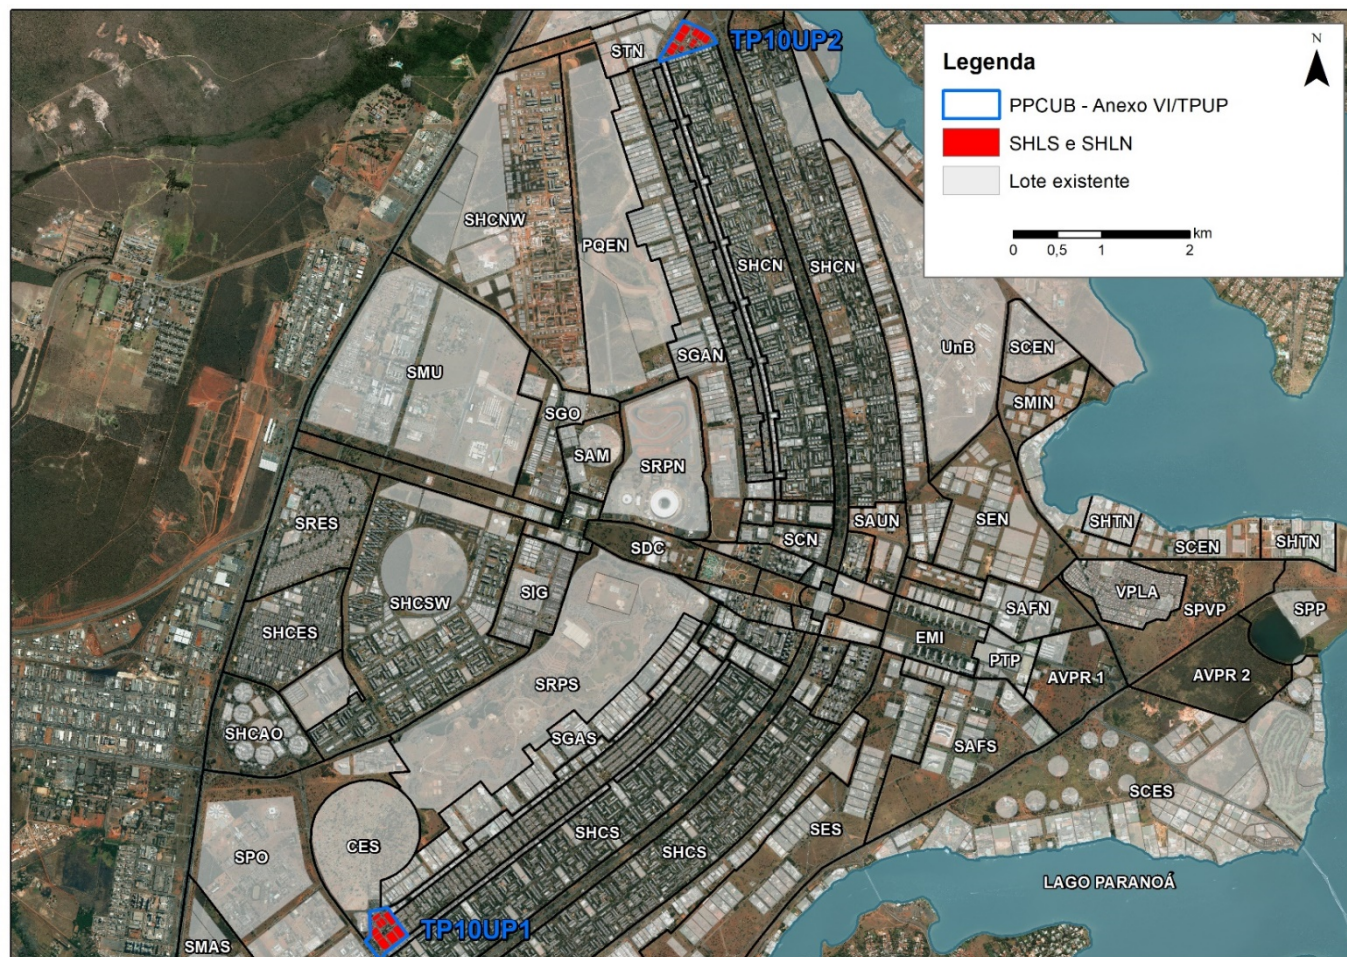 STN
TP10UP2
Legenda
N
PPCUB - Anexo VI/TPUP
SHLS e SHLN
Lote existente
km
0 0,5 1 2
SHCNW
PQEN
SHCN
SHCN
SGAN
UnB
SCEN
SMU
SMIN
SGO
SAM
SRPN
SRES
SDC
SCN
SAUN
SEN
SHTN
SCEN
SHTN
SHCSW
SIG
SHCES
VPLA
SPVP
SPP
SAFN
EMI
PTP
AVPR 1
AVPR 2
SRPS
SHCAO
SGAS
SAFS
SCES
SPO
CES
SHCS
SHCS
SES
LAGO PARANOÁ
TP10UP1
SMAS